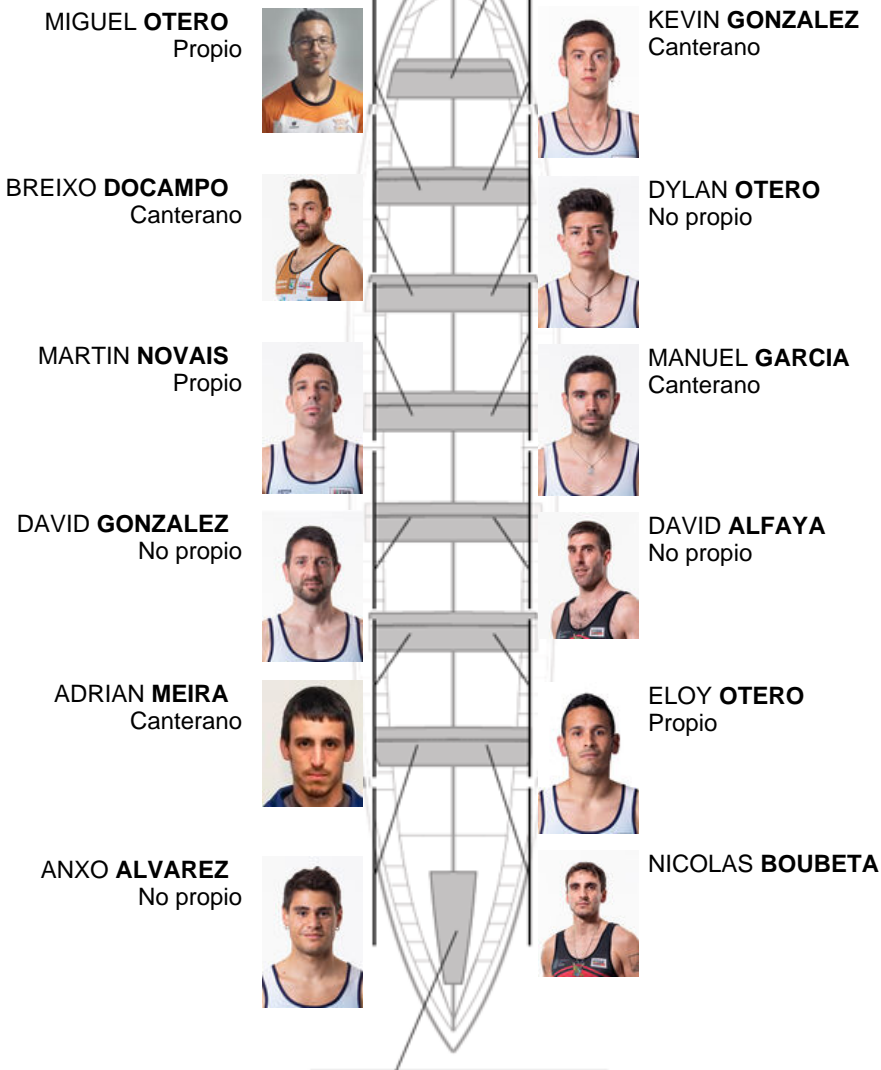 MIGUEL OTERO
Propio
KEVIN GONZALEZ
Canterano
BREIXO DOCAMPO
Canterano
DYLAN OTERO
No propio
MARTIN NOVAIS
Propio
MANUEL GARCIA
Canterano
DAVID GONZALEZ
No propio
DAVID ALFAYA
No propio
ADRIAN MEIRA
Canterano
ELOY OTERO
Propio
ANXO ALVAREZ
No propio
NICOLAS BOUBETA